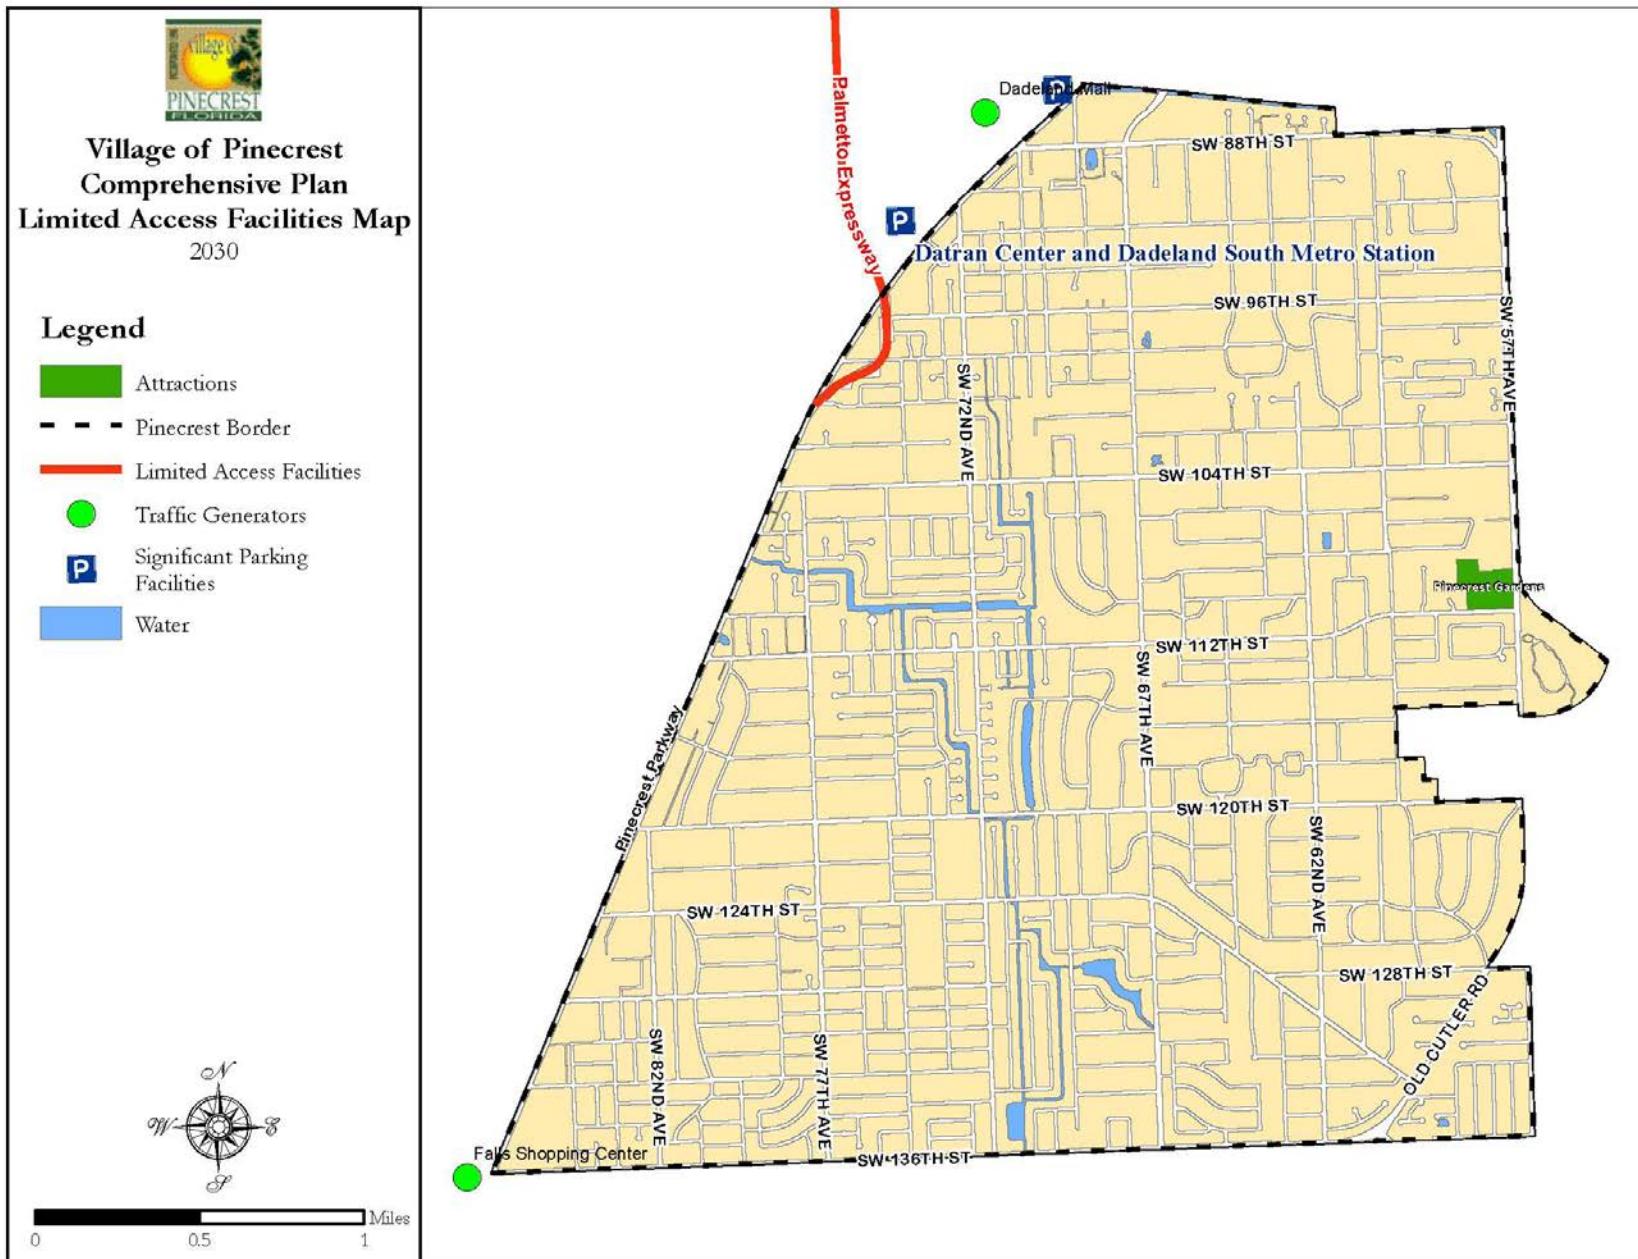 INCORPORATED 1996
Village of
PINECREST
FLORIDA
Village of Pinecrest
Comprehensive Plan
Limited Access Facilities Map
2030
Legend
Attractions
Pinecrest Border
Limited Access Facilities
Traffic Generators
P
Significant Parking
Facilities
Water
N
W
E
S
Miles
0
0.5
1
Palmetto Expressway
Dadeland Mall
P
SW 88TH ST
P
Datran Center and Dadeland South Metro Station
SW 96TH ST
SW 57TH AVE
SW 72ND AVE
SW 104TH ST
Pinecrest Gardens
SW 112TH ST
SW 67TH AVE
Pinecrest Parkway
SW 120TH ST
SW 62ND AVE
SW 124TH ST
SW 128TH ST
OLD CUTLER RD
SW 82ND AVE
SW 77TH AVE
Falls Shopping Center
SW 136TH ST